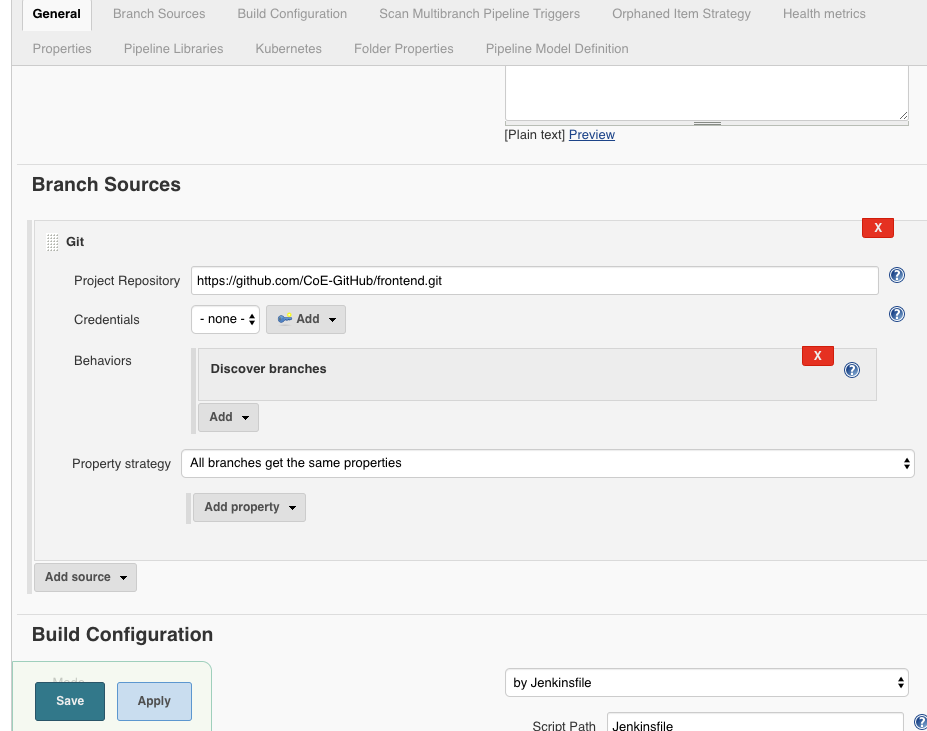 General Branch Sources Build Configuration Scan Multibranch Pipeline Triggers Orphaned Item Strategy Health metrics
Properties Pipeline Libraries Kubernetes Folder Properties Pipeline Model Definition
[Plain text] Preview
Branch Sources
X
Git
Project Repository https://github.com/CoE-GitHub/frontend.git ?
Credentials - none - Add ?
Behaviors
X
Discover branches ?
Add
Property strategy All branches get the same properties
Add property
Add source
Build Configuration
Mode by Jenkinsfile
Save Apply
Script Path Jenkinsfile ?